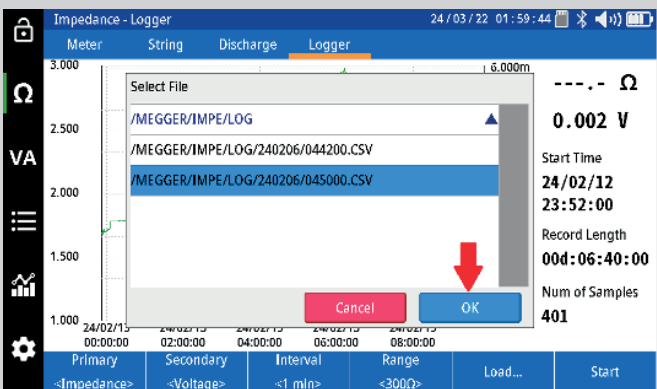 Impedance - Logger
24/03/22 01:59:44
Meter
String
Discharge
Logger
3.000
6.000m
Select File
/MEGGER/IMPE/LOG
/MEGGER/IMPE/LOG/240206/044200.CSV
/MEGGER/IMPE/LOG/240206/045000.CSV
Cancel
OK
2.500
2.000
1.500
1.000
24/02/13
00:00:00
02:00:00
04:00:00
06:00:00
08:00:00
Ω
VA
---.- Ω
0.002 V
Start Time
24/02/12
23:52:00
Record Length
00d:06:40:00
Num of Samples
401
Primary
<Impedance>
Secondary
<Voltage>
Interval
<1 min>
Range
<300Ω>
Load...
Start